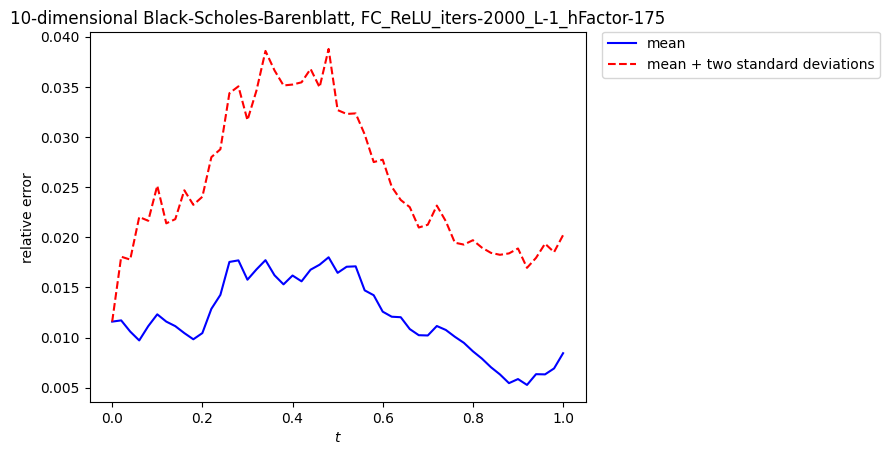 10-dimensional Black-Scholes-Barenblatt, FC_ReLU_iters-2000_L-1_hFactor-175
mean
mean + two standard deviations
relative error
0.040
0.035
0.030
0.025
0.020
0.015
0.010
0.005
0.0
0.2
0.4
0.6
0.8
1.0
t